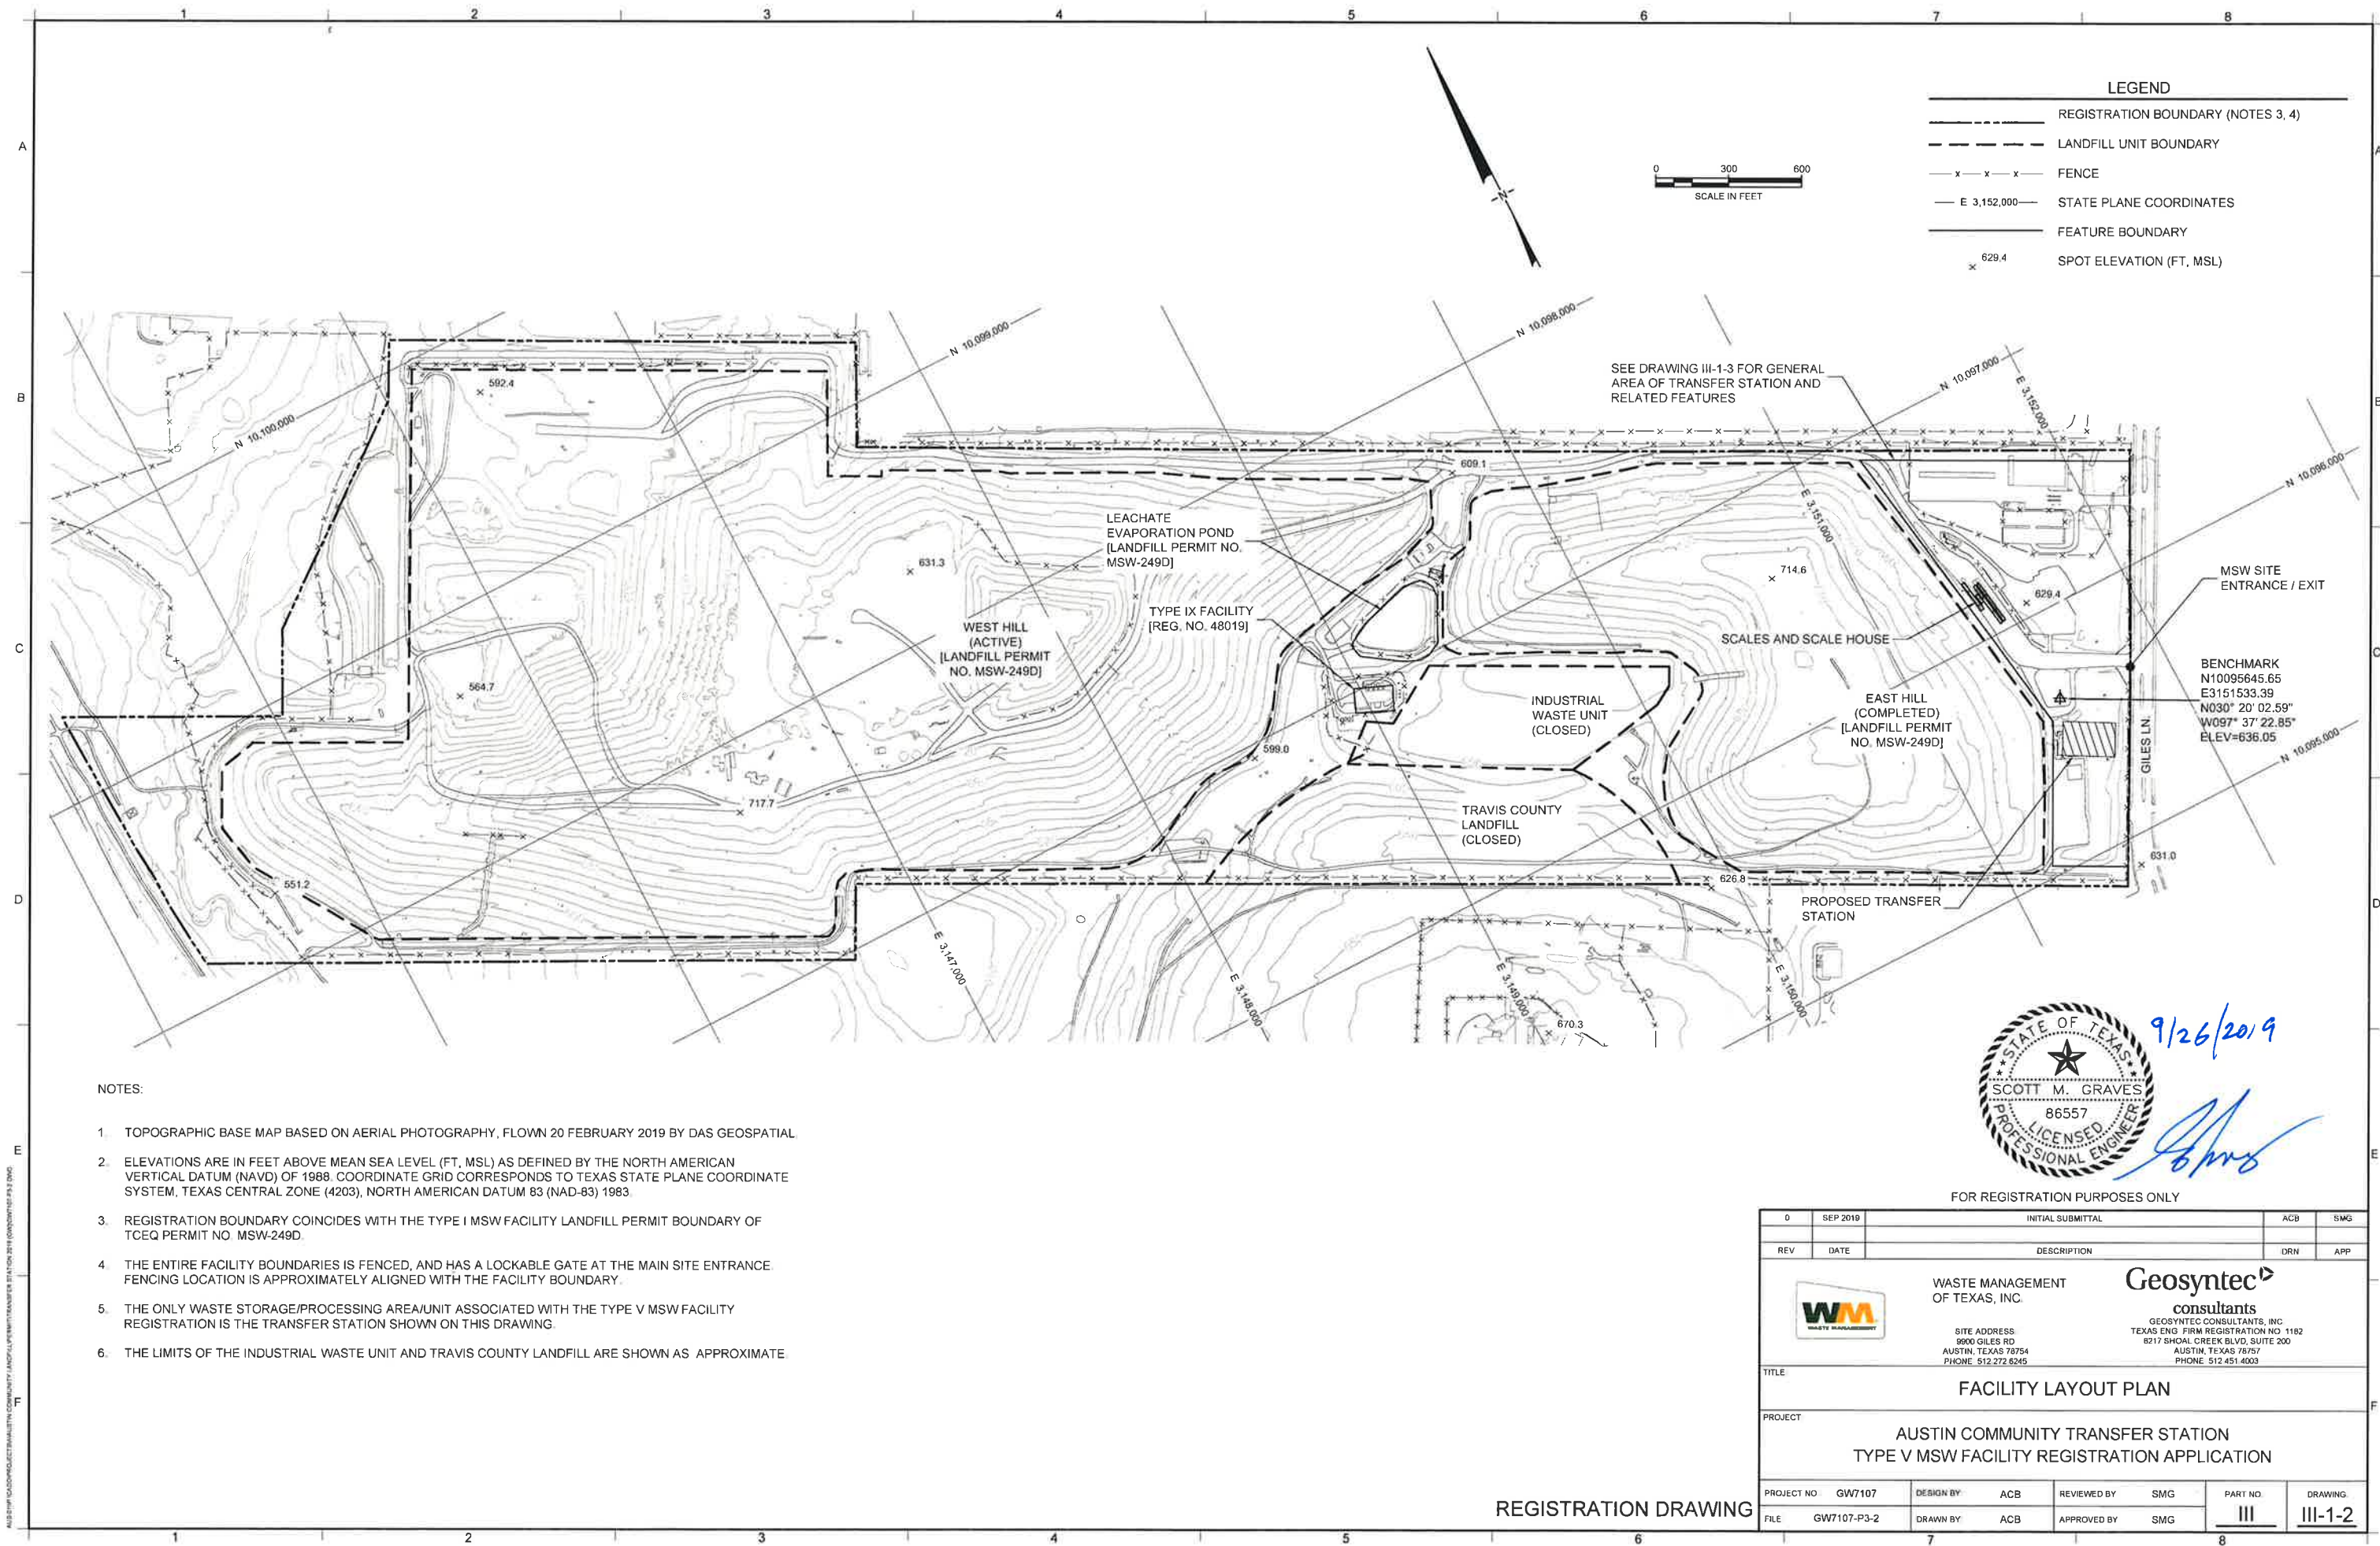 1 2 3 4 5 6 7 8
A
B
C
D
E
F
LEGEND
REGISTRATION BOUNDARY (NOTES 3, 4)
LANDFILL UNIT BOUNDARY
FENCE
E 3,152,000 STATE PLANE COORDINATES
FEATURE BOUNDARY
629.4 SPOT ELEVATION (FT, MSL)
N
0 300 600
SCALE IN FEET
N 10,100,000
N 10,099,000
N 10,098,000
N 10,097,000
N 10,096,000
N 10,095,000
E 3,152,000
E 3,151,000
E 3,150,000
E 3,149,000
E 3,148,000
E 3,147,000
SEE DRAWING III-1-3 FOR GENERAL
AREA OF TRANSFER STATION AND
RELATED FEATURES
592.4
609.1
631.3
714.6
629.4
564.7
599.0
717.7
551.2
626.8
631.0
670.3
LEACHATE
EVAPORATION POND
[LANDFILL PERMIT NO.
MSW-249D]
TYPE IX FACILITY
[REG. NO. 48019]
WEST HILL
(ACTIVE)
[LANDFILL PERMIT
NO. MSW-249D]
SCALES AND SCALE HOUSE
INDUSTRIAL
WASTE UNIT
(CLOSED)
EAST HILL
(COMPLETED)
[LANDFILL PERMIT
NO. MSW-249D]
TRAVIS COUNTY
LANDFILL
(CLOSED)
PROPOSED TRANSFER
STATION
GILES LN.
MSW SITE
ENTRANCE / EXIT
BENCHMARK
N10095645.65
E3151533.39
N030° 20' 02.59"
W097° 37' 22.85"
ELEV=636.05
NOTES:
1. TOPOGRAPHIC BASE MAP BASED ON AERIAL PHOTOGRAPHY, FLOWN 20 FEBRUARY 2019 BY DAS GEOSPATIAL.
2. ELEVATIONS ARE IN FEET ABOVE MEAN SEA LEVEL (FT, MSL) AS DEFINED BY THE NORTH AMERICAN
VERTICAL DATUM (NAVD) OF 1988. COORDINATE GRID CORRESPONDS TO TEXAS STATE PLANE COORDINATE
SYSTEM, TEXAS CENTRAL ZONE (4203), NORTH AMERICAN DATUM 83 (NAD-83) 1983.
3. REGISTRATION BOUNDARY COINCIDES WITH THE TYPE I MSW FACILITY LANDFILL PERMIT BOUNDARY OF
TCEQ PERMIT NO. MSW-249D.
4. THE ENTIRE FACILITY BOUNDARIES IS FENCED, AND HAS A LOCKABLE GATE AT THE MAIN SITE ENTRANCE.
FENCING LOCATION IS APPROXIMATELY ALIGNED WITH THE FACILITY BOUNDARY.
5. THE ONLY WASTE STORAGE/PROCESSING AREA/UNIT ASSOCIATED WITH THE TYPE V MSW FACILITY
REGISTRATION IS THE TRANSFER STATION SHOWN ON THIS DRAWING.
6. THE LIMITS OF THE INDUSTRIAL WASTE UNIT AND TRAVIS COUNTY LANDFILL ARE SHOWN AS APPROXIMATE.
STATE OF TEXAS
SCOTT M. GRAVES
86557
LICENSED
PROFESSIONAL ENGINEER
9/26/2019
FOR REGISTRATION PURPOSES ONLY
0 SEP 2019 INITIAL SUBMITTAL ACB SMG
REV DATE DESCRIPTION DRN APP
WM
WASTE MANAGEMENT
WASTE MANAGEMENT
OF TEXAS, INC.
SITE ADDRESS
9900 GILES RD
AUSTIN, TEXAS 78754
PHONE 512.272.6245
Geosyntec
consultants
GEOSYNTEC CONSULTANTS, INC
TEXAS ENG FIRM REGISTRATION NO 1182
8217 SHOAL CREEK BLVD, SUITE 200
AUSTIN, TEXAS 78757
PHONE 512 451 4003
TITLE
FACILITY LAYOUT PLAN
PROJECT
AUSTIN COMMUNITY TRANSFER STATION
TYPE V MSW FACILITY REGISTRATION APPLICATION
PROJECT NO GW7107 DESIGN BY ACB REVIEWED BY SMG PART NO. DRAWING
FILE GW7107-P3-2 DRAWN BY ACB APPROVED BY SMG III III-1-2
REGISTRATION DRAWING
1 2 3 4 5 6 7 8